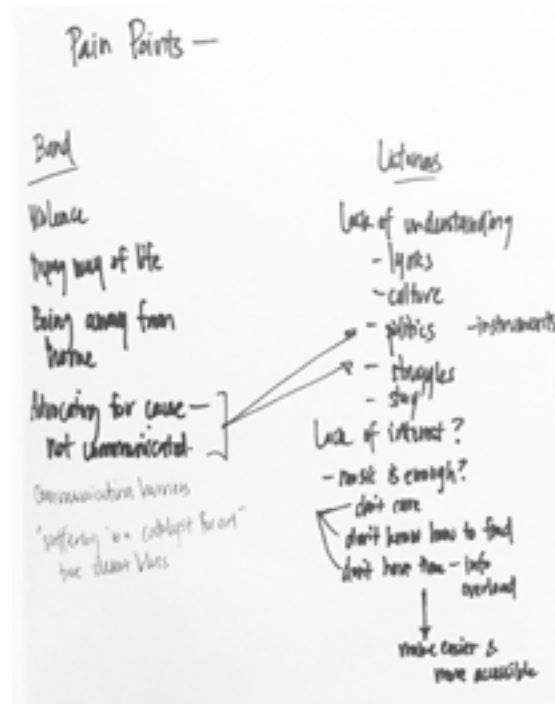 Pain Points —
Band
Violence
Dying way of life
Being away from
home
Advocating for cause —
not communicated
Communication barriers
"suffering is a catalyst for art"
true desert blues
Listeners
Lack of understanding
- lyrics
- culture
- politics - instruments
- struggles
- story
Lack of interest?
- music is enough?
don't care
don't know how to find
don't have time - info
overload
make easier &
more accessible